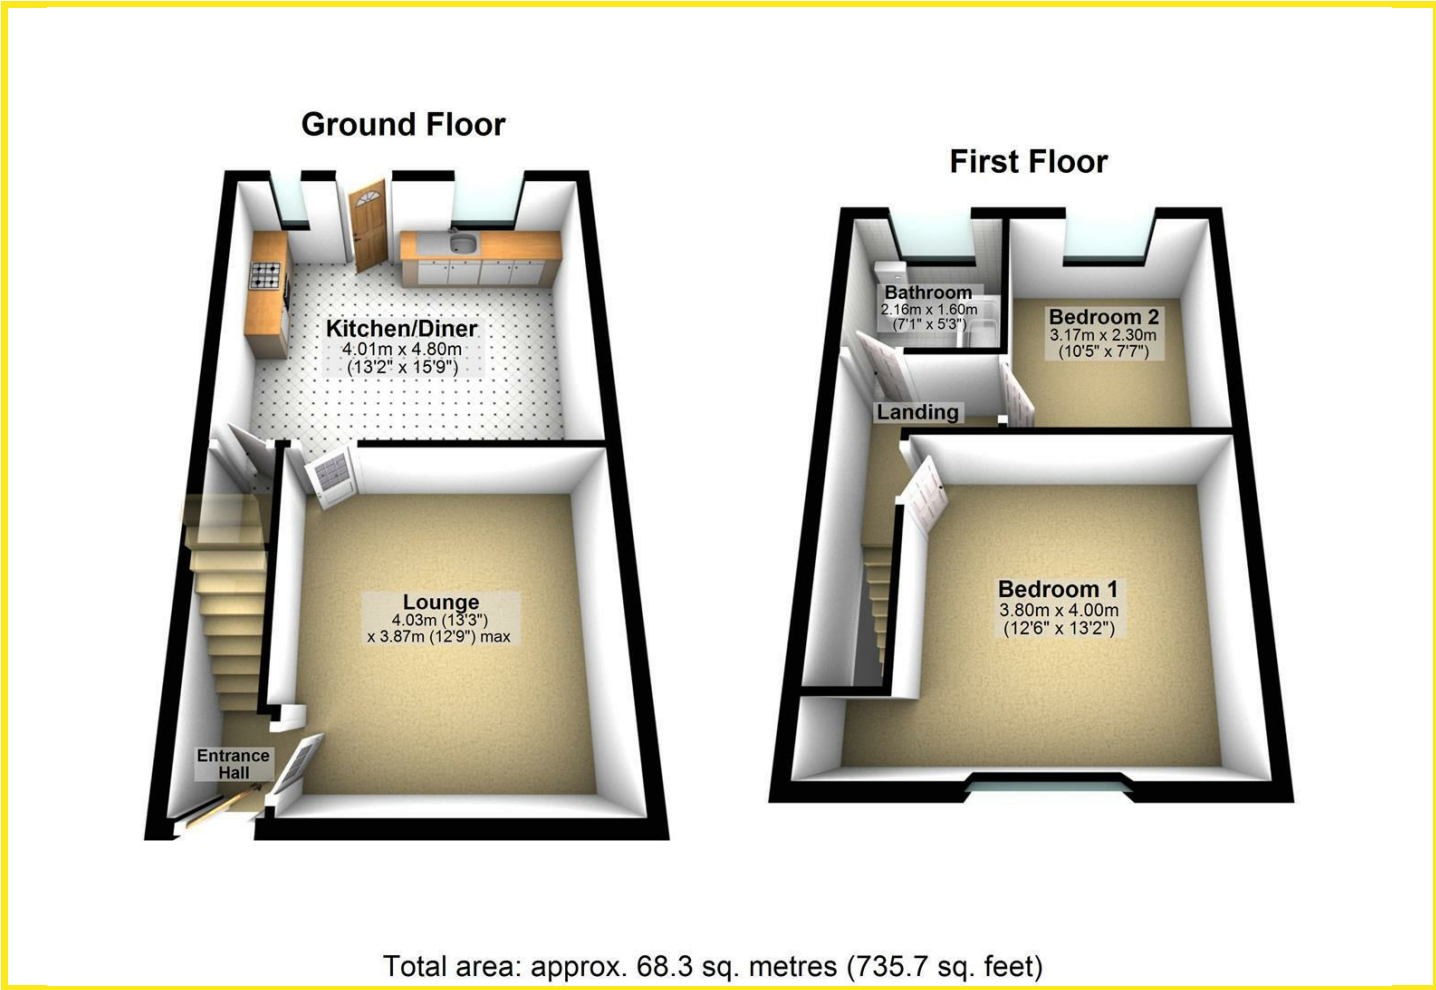 Ground Floor
Kitchen/Diner
4.01m x 4.80m
(13'2" x 15'9")
Lounge
4.03m (13'3")
x 3.87m (12'9") max
Entrance
Hall
First Floor
Bathroom
2.16m x 1.60m
(7'1" x 5'3")
Bedroom 2
3.17m x 2.30m
(10'5" x 7'7")
Landing
Bedroom 1
3.80m x 4.00m
(12'6" x 13'2")
Total area: approx. 68.3 sq. metres (735.7 sq. feet)